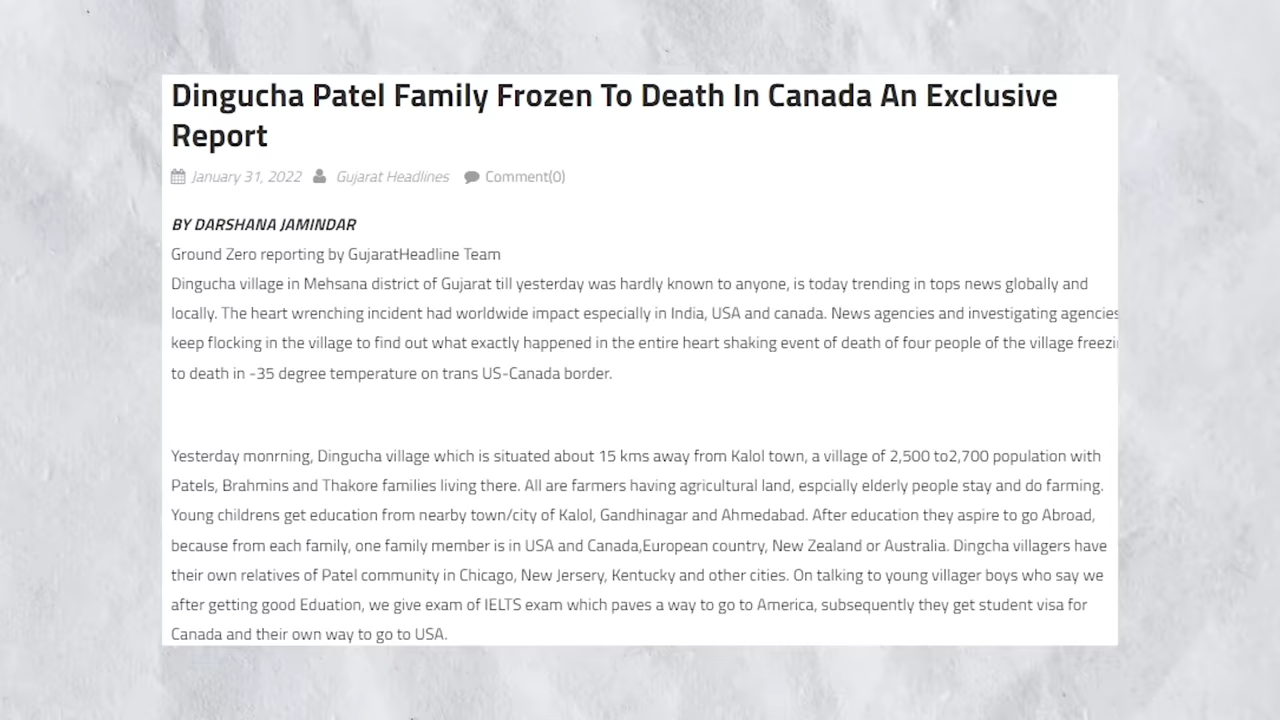 Dingucha Patel Family Frozen To Death In Canada An Exclusive
Report
January 31, 2022 Gujarat Headlines Comment(0)
BY DARSHANA JAMINDAR
Ground Zero reporting by GujaratHeadline Team
Dingucha village in Mehsana district of Gujarat till yesterday was hardly known to anyone, is today trending in tops news globally and
locally. The heart wrenching incident had worldwide impact especially in India, USA and canada. News agencies and investigating agencies
keep flocking in the village to find out what exactly happened in the entire heart shaking event of death of four people of the village freezi
to death in -35 degree temperature on trans US-Canada border.
Yesterday monrning, Dingucha village which is situated about 15 kms away from Kalol town, a village of 2,500 to2,700 population with
Patels, Brahmins and Thakore families living there. All are farmers having agricultural land, espcially elderly people stay and do farming.
Young childrens get education from nearby town/city of Kalol, Gandhinagar and Ahmedabad. After education they aspire to go Abroad,
because from each family, one family member is in USA and Canada,European country, New Zealand or Australia. Dingcha villagers have
their own relatives of Patel community in Chicago, New Jersery, Kentucky and other cities. On talking to young villager boys who say we
after getting good Eduation, we give exam of IELTS exam which paves a way to go to America, subsequently they get student visa for
Canada and their own way to go to USA.